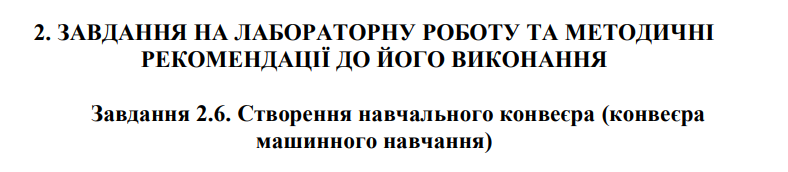 2. ЗАВДАННЯ НА ЛАБОРАТОРНУ РОБОТУ ТА МЕТОДИЧНІ
РЕКОМЕНДАЦІЇ ДО ЙОГО ВИКОНАННЯ
Завдання 2.6. Створення навчального конвеєра (конвеєра
машинного навчання)